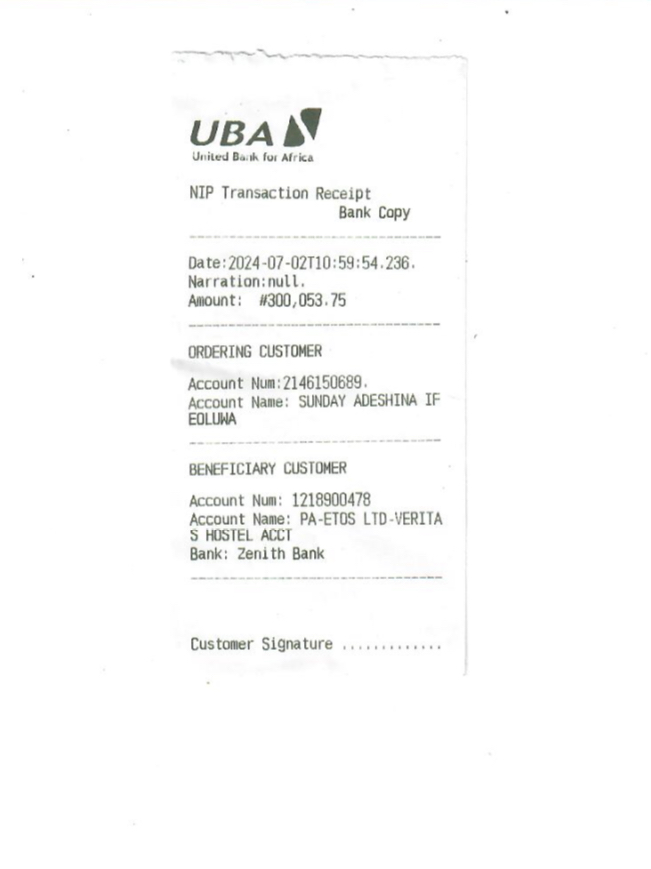 UBA
United Bank for Africa
NIP Transaction Receipt
Bank Copy
Date:2024-07-02T10:59:54.236.
Narration:null.
Amount: #300,053.75
ORDERING CUSTOMER
Account Num:2146150689.
Account Name: SUNDAY ADESHINA IF
EOLUWA
BENEFICIARY CUSTOMER
Account Num: 1218900478
Account Name: PA-ETOS LTD-VERITA
S HOSTEL ACCT
Bank: Zenith Bank
Customer Signature .............